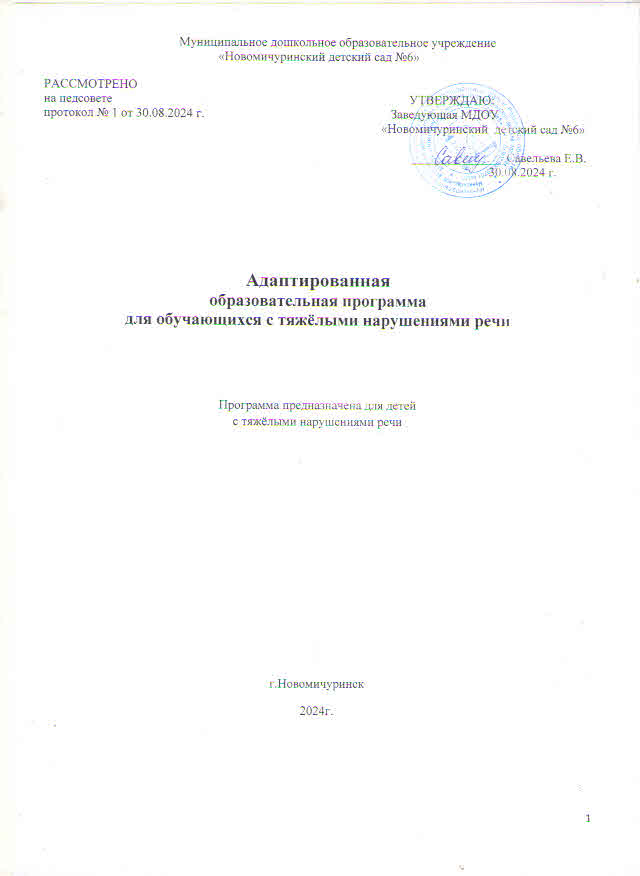 Муниципальное дошкольное образовательное учреждение
«Новомичуринский детский сад №6»
РАССМОТРЕНО
на педсовете
протокол № 1 от 30.08.2024 г.
УТВЕРЖДАЮ:
Заведующая МДОУ
«Новомичуринский детский сад №6»
Савельева Е.В.
30.08.2024 г.
Адаптированная
образовательная программа
для обучающихся с тяжёлыми нарушениями речи
Программа предназначена для детей
с тяжёлыми нарушениями речи
г.Новомичуринск
2024г.
1